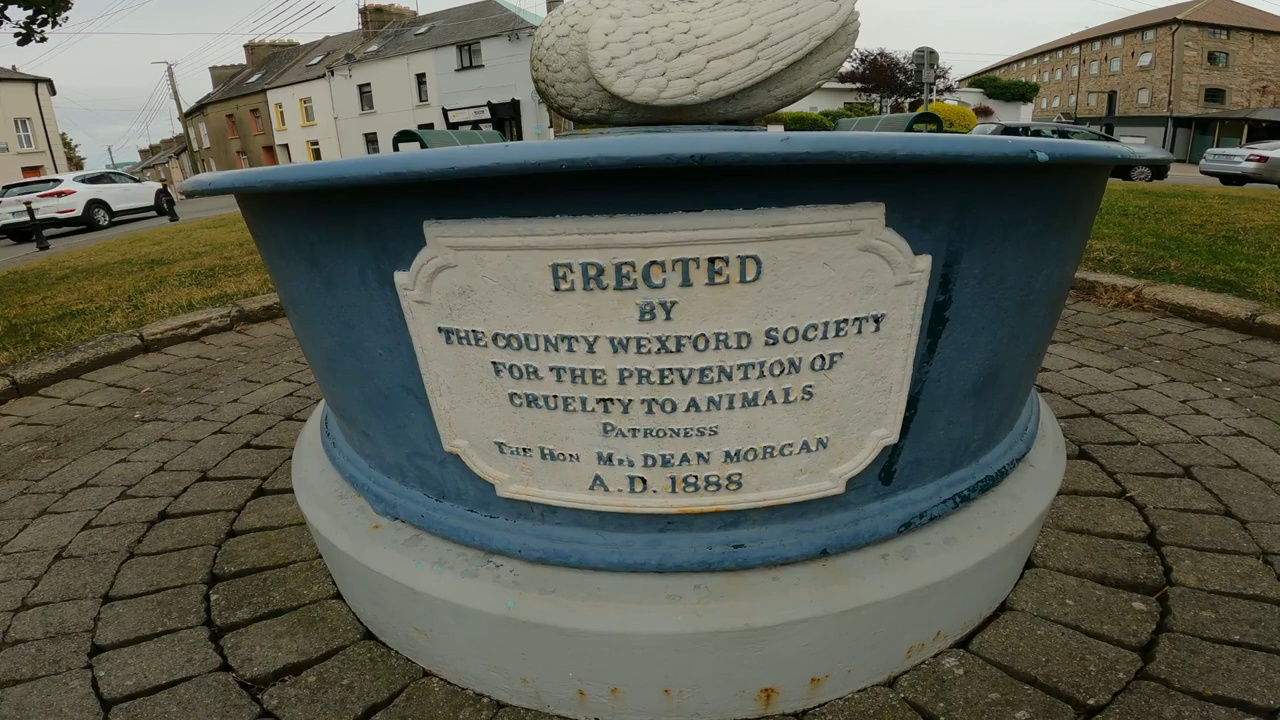 ERECTED
BY
THE COUNTY WEXFORD SOCIETY
FOR THE PREVENTION OF
CRUELTY TO ANIMALS
PATRONESS
THE HON MRS DEAN MORGAN
A.D. 1888